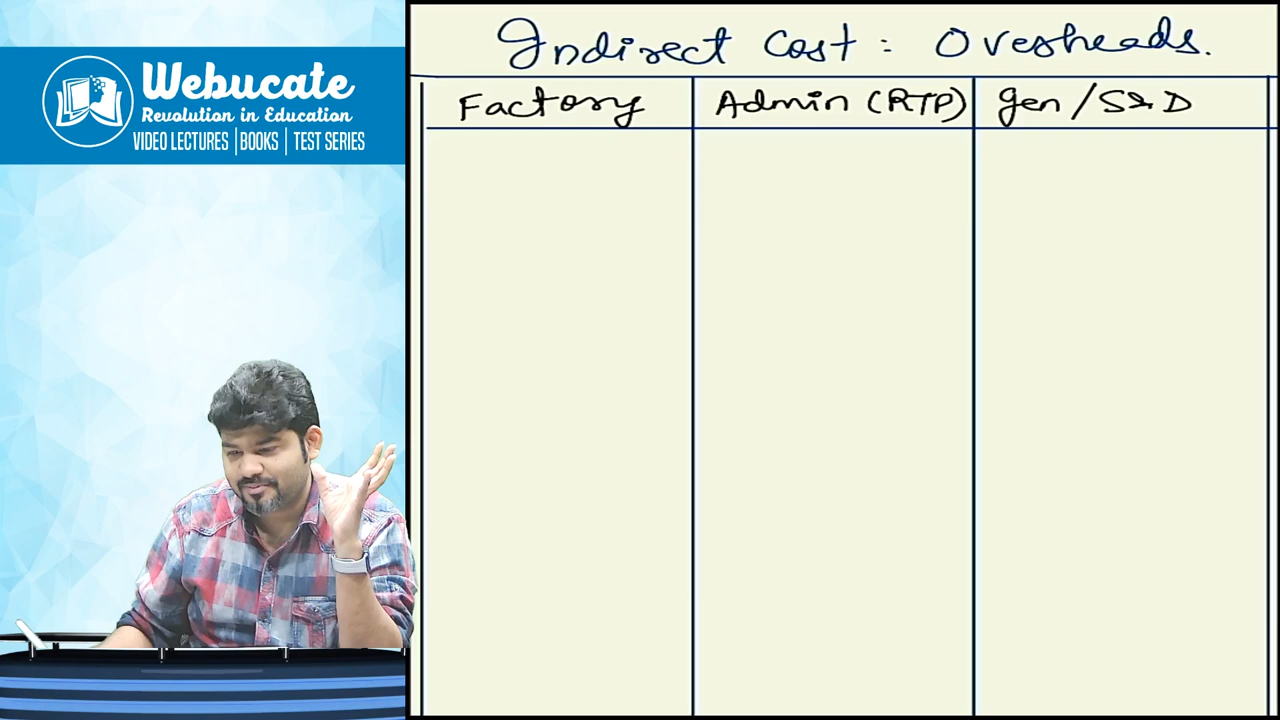 Webucate
Revolution in Education
VIDEO LECTURES | BOOKS | TEST SERIES
Indirect Cost : Overheads.
Factory
Admin (RTP)
Gen / S & D